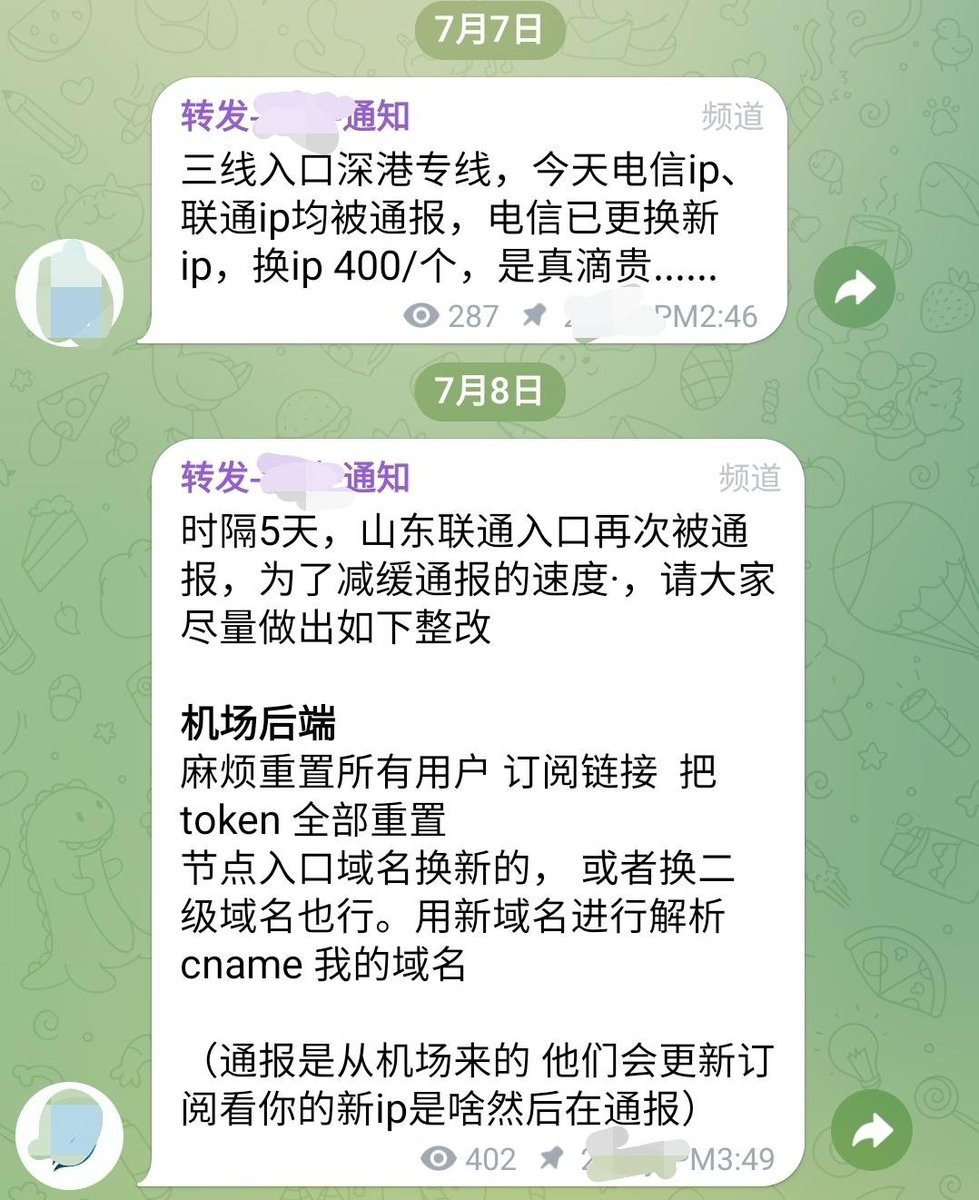 7月7日
转发-通知 频道
三线入口深港专线，今天电信ip、
联通ip均被通报，电信已更换新
ip，换ip 400/个，是真滴贵......
287 PM2:46
7月8日
转发-通知 频道
时隔5天，山东联通入口再次被通
报，为了减缓通报的速度·，请大家
尽量做出如下整改
机场后端
麻烦重置所有用户 订阅链接 把
token 全部重置
节点入口域名换新的， 或者换二
级域名也行。用新域名进行解析
cname 我的域名
（通报是从机场来的 他们会更新订
阅看你的新ip是啥然后在通报）
402 PM3:49